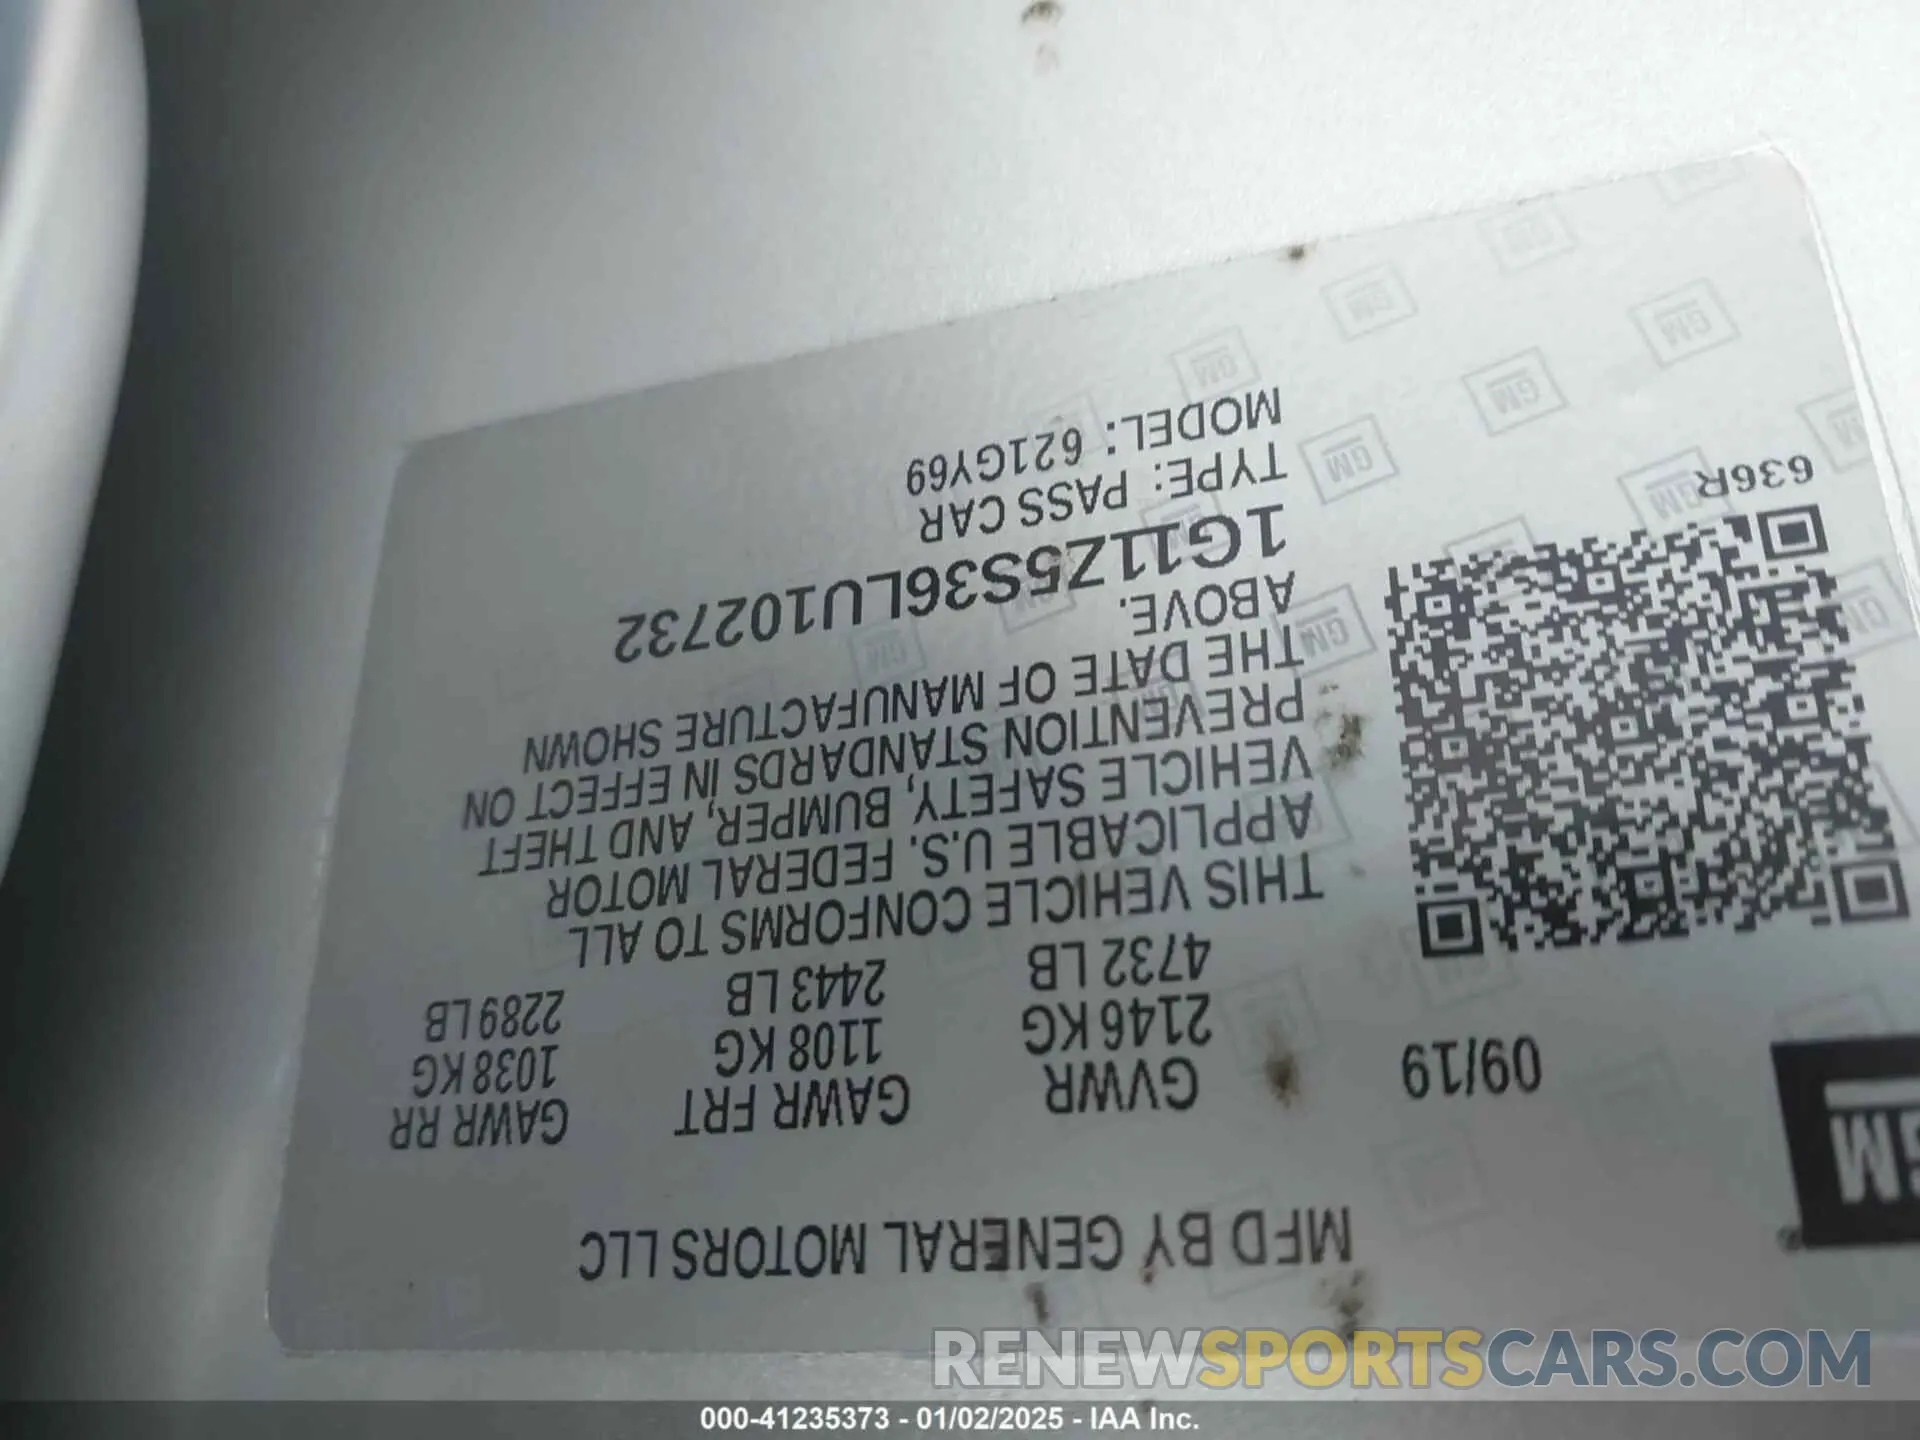 MFD BY GENERAL MOTORS LLC
GM
09/19
GVWR
2146 KG
4732 LB
GAWR FRT
1108 KG
2443 LB
GAWR RR
1038 KG
2289 LB
THIS VEHICLE CONFORMS TO ALL
APPLICABLE U.S. FEDERAL MOTOR
VEHICLE SAFETY, BUMPER, AND THEFT
PREVENTION STANDARDS IN EFFECT ON
THE DATE OF MANUFACTURE SHOWN
ABOVE.
1G11Z5S36LU102732
TYPE: PASS CAR
MODEL: 621GY69
636R
RENEWSPORTSCARS.COM
000-41235373 - 01/02/2025 - IAA Inc.